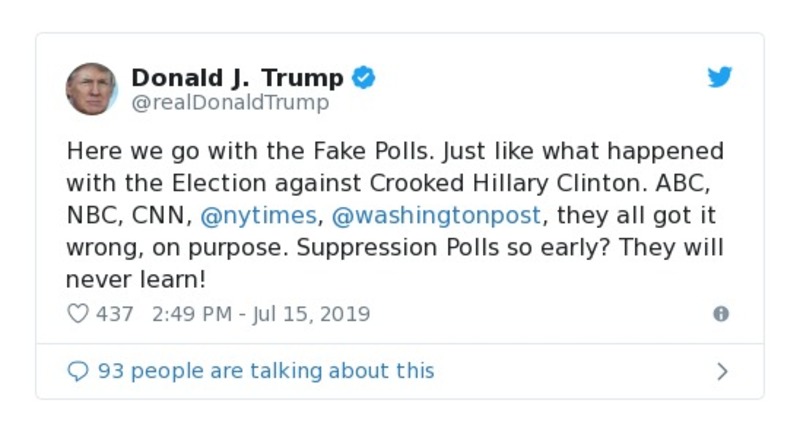 Donald J. Trump
@realDonaldTrump
Here we go with the Fake Polls. Just like what happened
with the Election against Crooked Hillary Clinton. ABC,
NBC, CNN, @nytimes, @washingtonpost, they all got it
wrong, on purpose. Suppression Polls so early? They will
never learn!
437 2:49 PM - Jul 15, 2019
93 people are talking about this